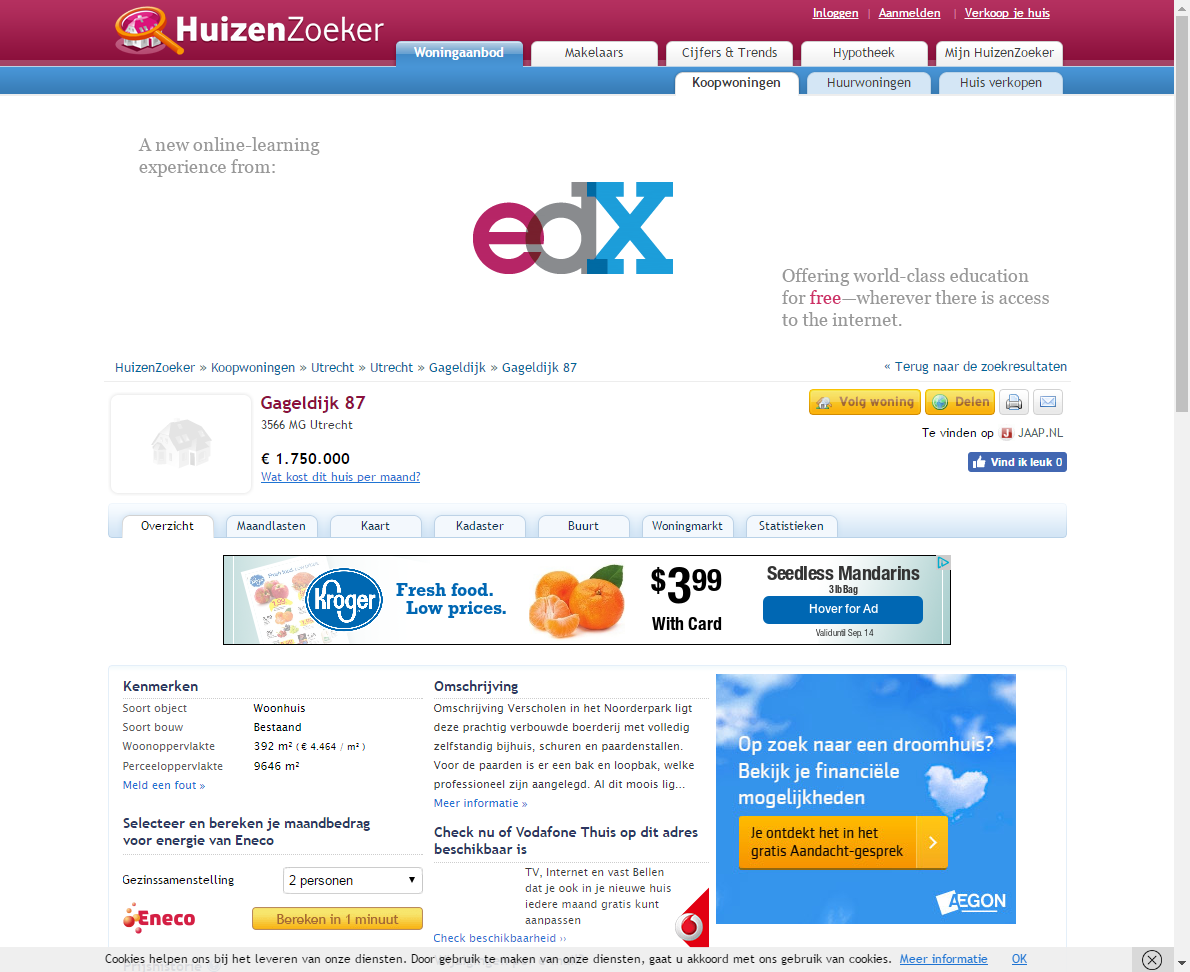 HuizenZoeker
Inloggen | Aanmelden | Verkoop je huis
Woningaanbod
Makelaars
Cijfers & Trends
Hypotheek
Mijn HuizenZoeker
Koopwoningen
Huurwoningen
Huis verkopen
A new online-learning
experience from:
edX
Offering world-class education
for free—wherever there is access
to the internet.
HuizenZoeker » Koopwoningen » Utrecht » Utrecht » Gageldijk » Gageldijk 87
« Terug naar de zoekresultaten
Gageldijk 87
3566 MG Utrecht
€ 1.750.000
Wat kost dit huis per maand?
Volg woning
Delen
Te vinden op JAAP.NL
Vind ik leuk 0
Overzicht
Maandlasten
Kaart
Kadaster
Buurt
Woningmarkt
Statistieken
Kroger
Fresh food.
Low prices.
$3.99
With Card
Seedless Mandarins
3 lb Bag
Hover for Ad
Valid until Sep. 14
Kenmerken
Soort object Woonhuis
Soort bouw Bestaand
Woonoppervlakte 392 m² ( € 4.464 / m² )
Perceeloppervlakte 9646 m²
Meld een fout »
Selecteer en bereken je maandbedrag
voor energie van Eneco
Gezinssamenstelling 2 personen
Eneco
Bereken in 1 minuut
Omschrijving
Omschrijving Verscholen in het Noorderpark ligt
deze prachtig verbouwde boerderij met volledig
zelfstandig bijhuis, schuren en paardenstallen.
Voor de paarden is er een bak en loopbak, welke
professioneel zijn aangelegd. Al dit moois lig...
Meer informatie »
Check nu of Vodafone Thuis op dit adres
beschikbaar is
TV, Internet en vast Bellen
dat je ook in je nieuwe huis
iedere maand gratis kunt
aanpassen
Check beschikbaarheid ››
Op zoek naar een droomhuis?
Bekijk je financiële
mogelijkheden
Je ontdekt het in het
gratis Aandacht-gesprek
AEGON
Cookies helpen ons bij het leveren van onze diensten. Door gebruik te maken van onze diensten, gaat u akkoord met ons gebruik van cookies. Meer informatie OK
Prijshistorie